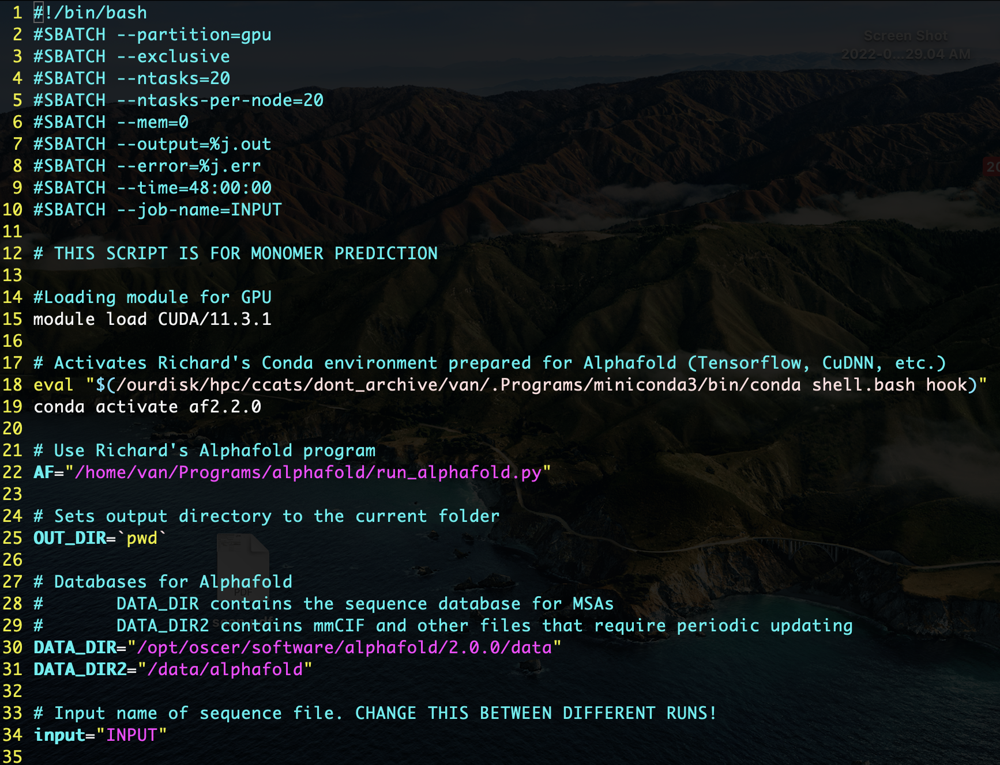 1 #!/bin/bash
2 #SBATCH --partition=gpu
3 #SBATCH --exclusive
4 #SBATCH --ntasks=20
5 #SBATCH --ntasks-per-node=20
6 #SBATCH --mem=0
7 #SBATCH --output=%j.out
8 #SBATCH --error=%j.err
9 #SBATCH --time=48:00:00
10 #SBATCH --job-name=INPUT
11
12 # THIS SCRIPT IS FOR MONOMER PREDICTION
13
14 #Loading module for GPU
15 module load CUDA/11.3.1
16
17 # Activates Richard's Conda environment prepared for Alphafold (Tensorflow, CuDNN, etc.)
18 eval "$(/ourdisk/hpc/ccats/dont_archive/van/.Programs/miniconda3/bin/conda shell.bash hook)"
19 conda activate af2.2.0
20
21 # Use Richard's Alphafold program
22 AF="/home/van/Programs/alphafold/run_alphafold.py"
23
24 # Sets output directory to the current folder
25 OUT_DIR=`pwd`
26
27 # Databases for Alphafold
28 #       DATA_DIR contains the sequence database for MSAs
29 #       DATA_DIR2 contains mmCIF and other files that require periodic updating
30 DATA_DIR="/opt/oscer/software/alphafold/2.0.0/data"
31 DATA_DIR2="/data/alphafold"
32
33 # Input name of sequence file. CHANGE THIS BETWEEN DIFFERENT RUNS!
34 input="INPUT"
35
Screen Shot
2022-0...29.04 AM
20
PDF